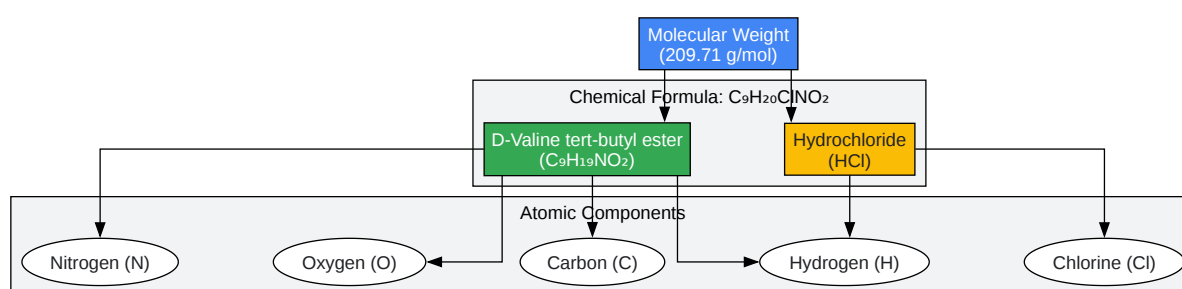 Molecular Weight
(209.71 g/mol)
Chemical Formula: C₉H₂₀ClNO₂
D-Valine tert-butyl ester
(C₉H₁₉NO₂)
Hydrochloride
(HCl)
Atomic Components
Nitrogen (N)
Oxygen (O)
Carbon (C)
Hydrogen (H)
Chlorine (Cl)